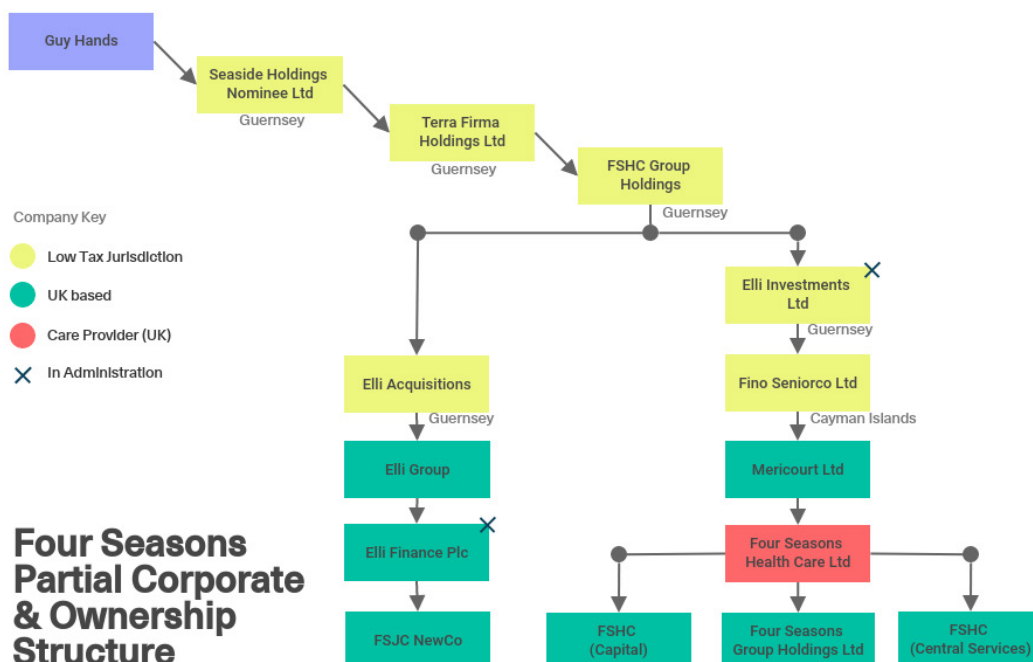 Guy Hands
Seaside Holdings
Nominee Ltd
Guernsey
Terra Firma
Holdings Ltd
Guernsey
FSHC Group
Holdings
Guernsey
Company Key
Low Tax Jurisdiction
UK based
Care Provider (UK)
In Administration
Elli Investments
Ltd
Guernsey
Elli Acquisitions
Guernsey
Fino Seniorco Ltd
Cayman Islands
Elli Group
Mericourt Ltd
Elli Finance Plc
Four Seasons
Health Care Ltd
FSJC NewCo
FSHC
(Capital)
Four Seasons
Group Holdings Ltd
FSHC
(Central Services)
Four Seasons
Partial Corporate
& Ownership
Structure